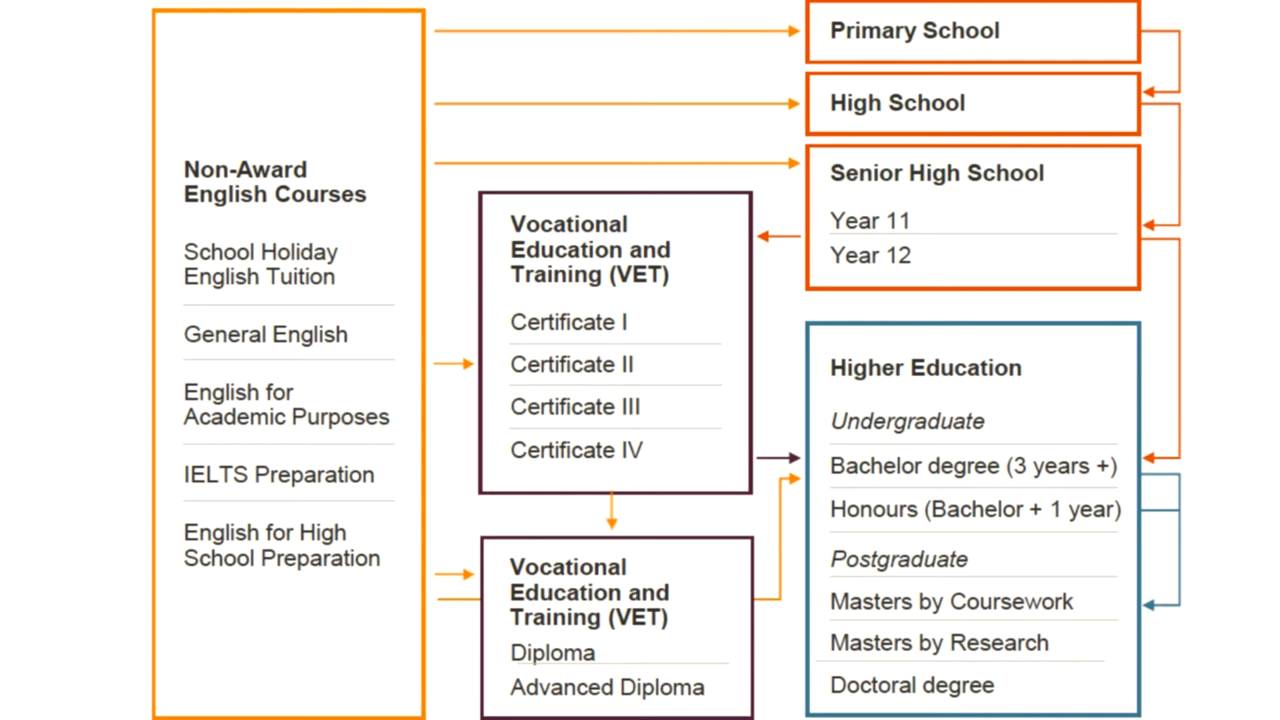 Non-Award
English Courses
School Holiday
English Tuition
General English
English for
Academic Purposes
IELTS Preparation
English for High
School Preparation
Vocational
Education and
Training (VET)
Certificate I
Certificate II
Certificate III
Certificate IV
Vocational
Education and
Training (VET)
Diploma
Advanced Diploma
Primary School
High School
Senior High School
Year 11
Year 12
Higher Education
Undergraduate
Bachelor degree (3 years +)
Honours (Bachelor + 1 year)
Postgraduate
Masters by Coursework
Masters by Research
Doctoral degree